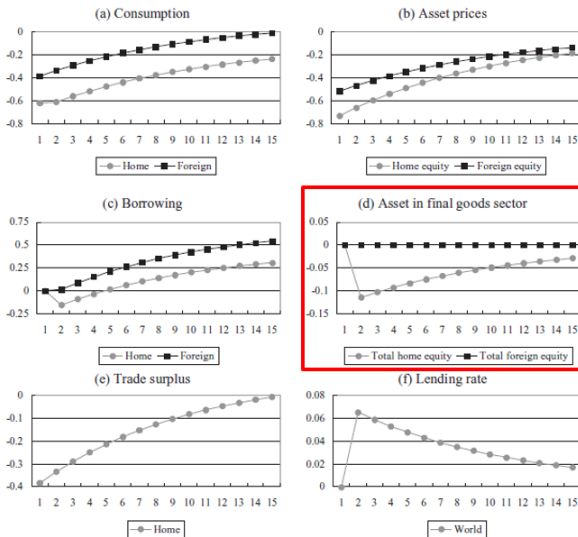 (a) Consumption
0
-0.2
-0.4
-0.6
-0.8
1 2 3 4 5 6 7 8 9 10 11 12 13 14 15
Home Foreign
(b) Asset prices
0
-0.2
-0.4
-0.6
-0.8
1 2 3 4 5 6 7 8 9 10 11 12 13 14 15
Home equity Foreign equity
(c) Borrowing
0.75
0.5
0.25
0
-0.25
1 2 3 4 5 6 7 8 9 10 11 12 13 14 15
Home Foreign
(d) Asset in final goods sector
0.05
0
-0.05
-0.1
-0.15
1 2 3 4 5 6 7 8 9 10 11 12 13 14 15
Total home equity Total foreign equity
(e) Trade surplus
0
-0.1
-0.2
-0.3
-0.4
1 2 3 4 5 6 7 8 9 10 11 12 13 14 15
Home
(f) Lending rate
0.08
0.06
0.04
0.02
0
1 2 3 4 5 6 7 8 9 10 11 12 13 14 15
World